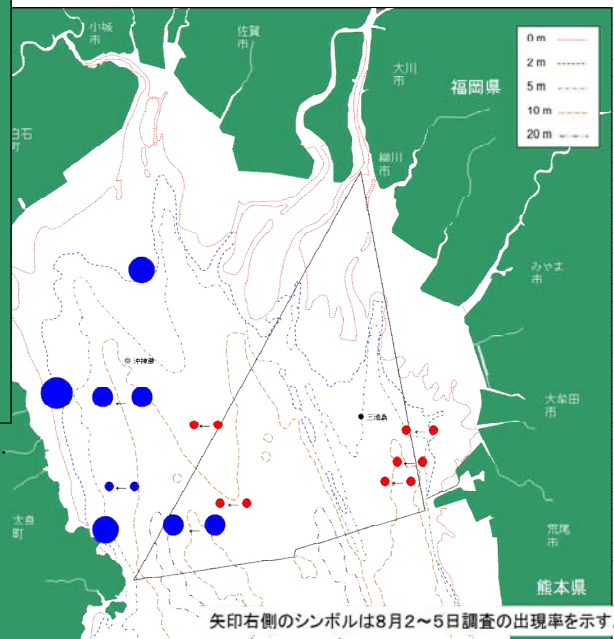 小城
市
佐賀
市
大川
市
福岡県
0 m
2 m
5 m
10 m
20 m
白石
町
柳川
市
みやま
市
沖神瀬
三池島
大牟田
市
太良
町
荒尾
市
熊本県
矢印右側のシンボルは8月2～5日調査の出現率を示す